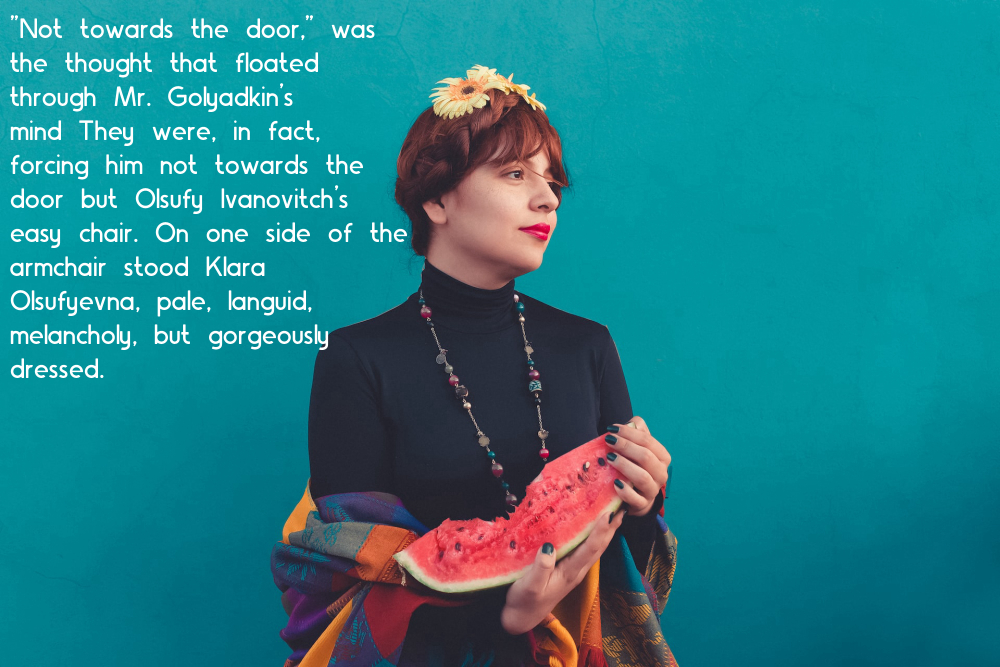 "Not towards the door," was
the thought that floated
through Mr. Golyadkin's
mind They were, in fact,
forcing him not towards the
door but Olsufy Ivanovitch's
easy chair. On one side of the
armchair stood Klara
Olsufyevna, pale, languid,
melancholy, but gorgeously
dressed.